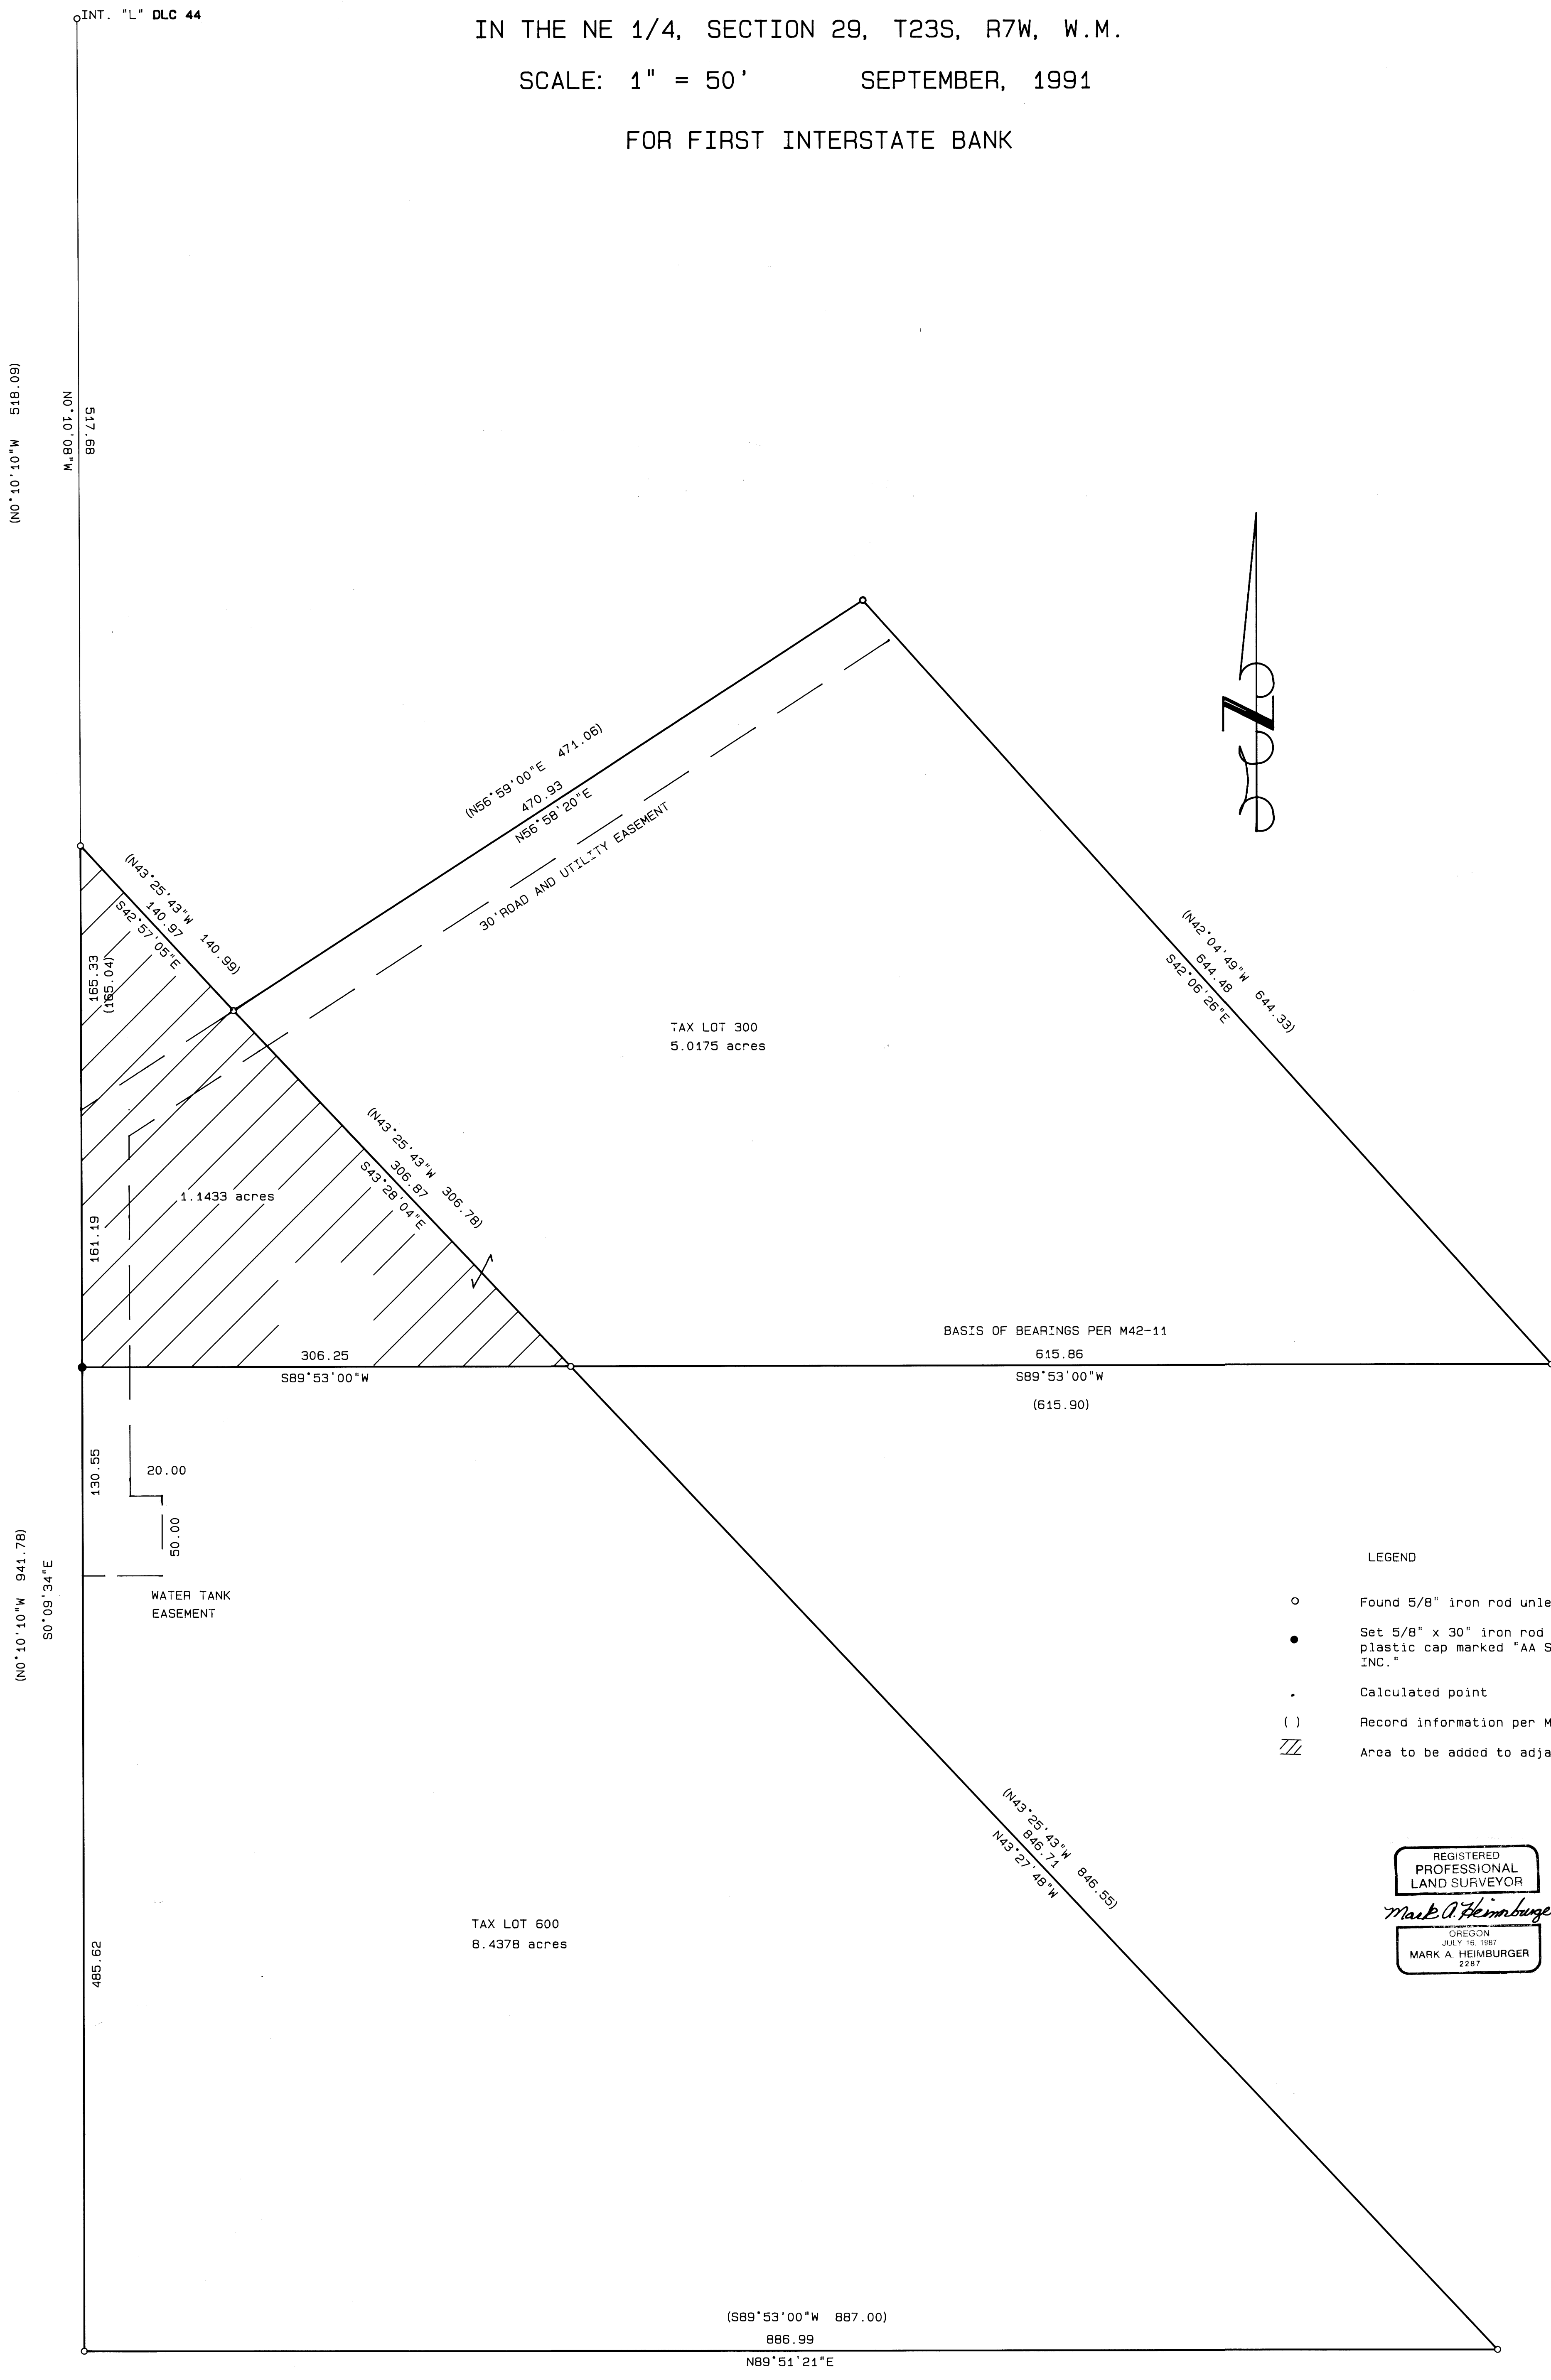 INT. "L" DLC 44
IN THE NE 1/4, SECTION 29, T23S, R7W, W.M.
SCALE: 1" = 50' SEPTEMBER, 1991
FOR FIRST INTERSTATE BANK
(N0°10'10"W 518.09)
N0°10'08"W
517.68
(N56°59'00"E 471.06)
470.93
N56°58'20"E
30'ROAD AND UTILITY EASEMENT
(N43°25'43"W 140.99)
140.97
S42°57'05"E
165.33
(165.04)
(N42°04'49"W 644.33)
644.48
S42°06'26"E
TAX LOT 300
5.0175 acres
(N43°25'43"W 306.78)
306.87
S43°28'04"E
1.1433 acres
161.19
306.25
S89°53'00"W
BASIS OF BEARINGS PER M42-11
615.86
S89°53'00"W
(615.90)
130.55
20.00
50.00
WATER TANK
EASEMENT
(N0°10'10"W 941.78)
S0°09'34"E
LEGEND
Found 5/8" iron rod unle
Set 5/8" x 30" iron rod
plastic cap marked "AA S
INC."
Calculated point
( ) Record information per M
Area to be added to adja
(N43°25'43"W 846.55)
846.71
N43°27'48"W
REGISTERED
PROFESSIONAL
LAND SURVEYOR
Mark A. Heimburge
OREGON
JULY 16, 1987
MARK A. HEIMBURGER
2287
TAX LOT 600
8.4378 acres
485.62
(S89°53'00"W 887.00)
886.99
N89°51'21"E